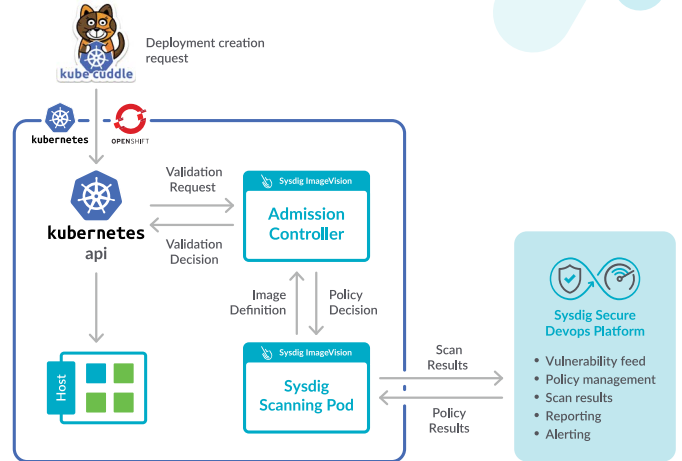 kube cuddle
Deployment creation
request
kubernetes
OPENSHIFT
kubernetes
api
Validation
Request
Validation
Decision
Sysdig ImageVision
Admission
Controller
Image
Definition
Policy
Decision
Host
Sysdig ImageVision
Sysdig
Scanning Pod
Scan
Results
Policy
Results
Sysdig Secure
Devops Platform
• Vulnerability feed
• Policy management
• Scan results
• Reporting
• Alerting